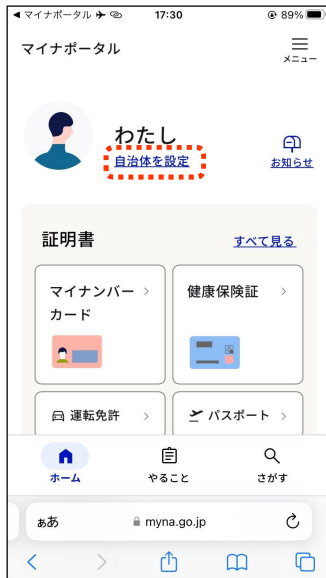 マイナポータル 17:30 89%
マイナポータル
メニュー
わたし
自治体を設定
お知らせ
証明書 すべて見る
マイナンバーカード
健康保険証
運転免許
パスポート
ホーム やること さがす
ああ myna.go.jp